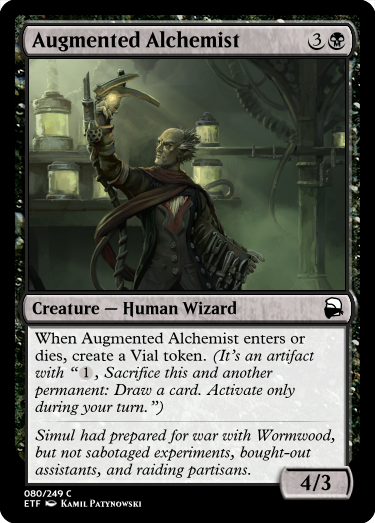 Augmented Alchemist 3
Creature — Human Wizard
When Augmented Alchemist enters or
dies, create a Vial token. (It's an artifact
with “1, Sacrifice this and another
permanent: Draw a card. Activate only
during your turn.”)
Simul had prepared for war with Wormwood,
but not sabotaged experiments, bought-out
assistants, and raiding partisans.
4/3
080/249 C
ETF Kamil Patynowski